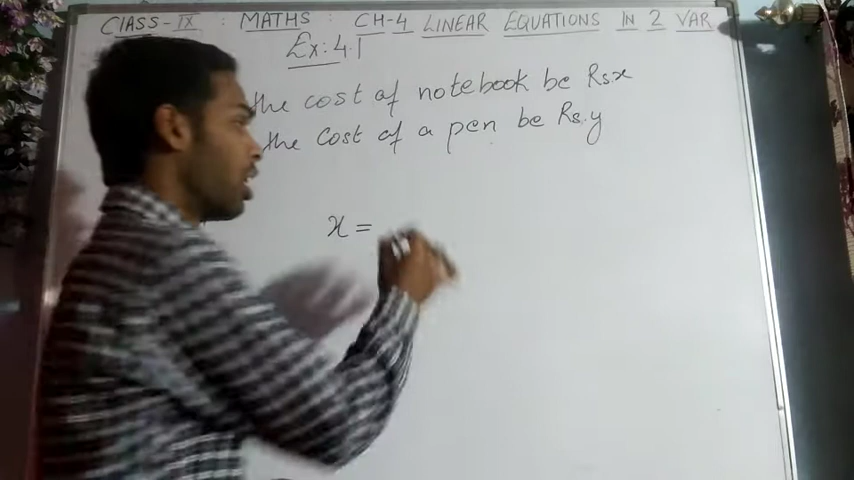 CLASS-IX : MATHS : CH-4 LINEAR EQUATIONS IN 2 VAR
Ex: 4.1
the cost of notebook be Rs x
the cost of a pen be Rs. y
x =